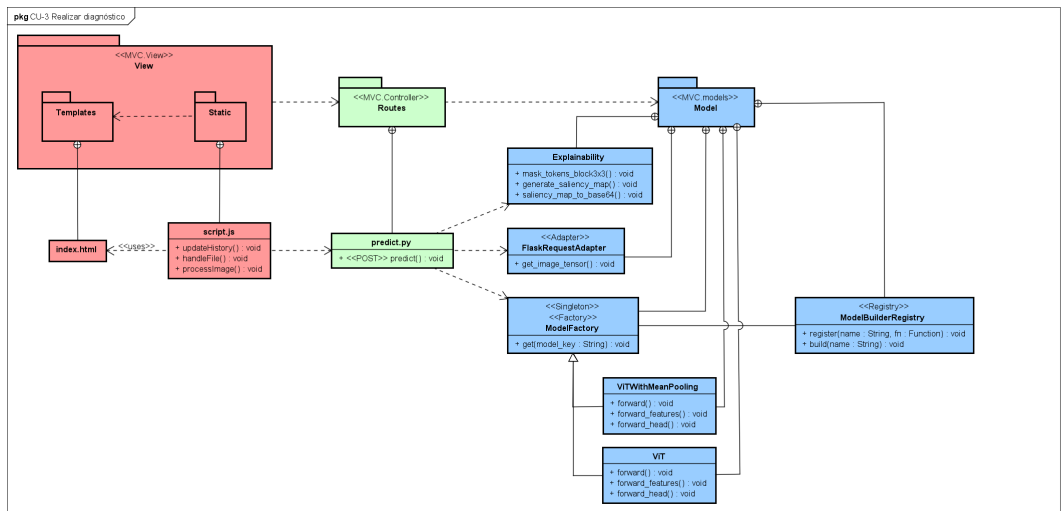 pkg CU-3 Realizar diagnóstico
<<MVC.View>>
View
Templates
Static
<<MVC.Controller>>
Routes
<<MVC.models>>
Model
Explainability
+ mask_tokens_block3x3() : void
+ generate_saliency_map() : void
+ saliency_map_to_base64() : void
index.html
<<uses>>
script.js
+ updateHistory() : void
+ handleFile() : void
+ processImage() : void
predict.py
+ <<POST>> predict() : void
<<Adapter>>
FlaskRequestAdapter
+ get_image_tensor() : void
<<Singleton>>
<<Factory>>
ModelFactory
+ get(model_key : String) : void
<<Registry>>
ModelBuilderRegistry
+ register(name : String, fn : Function) : void
+ build(name : String) : void
ViTWithMeanPooling
+ forward() : void
+ forward_features() : void
+ forward_head() : void
ViT
+ forward() : void
+ forward_features() : void
+ forward_head() : void